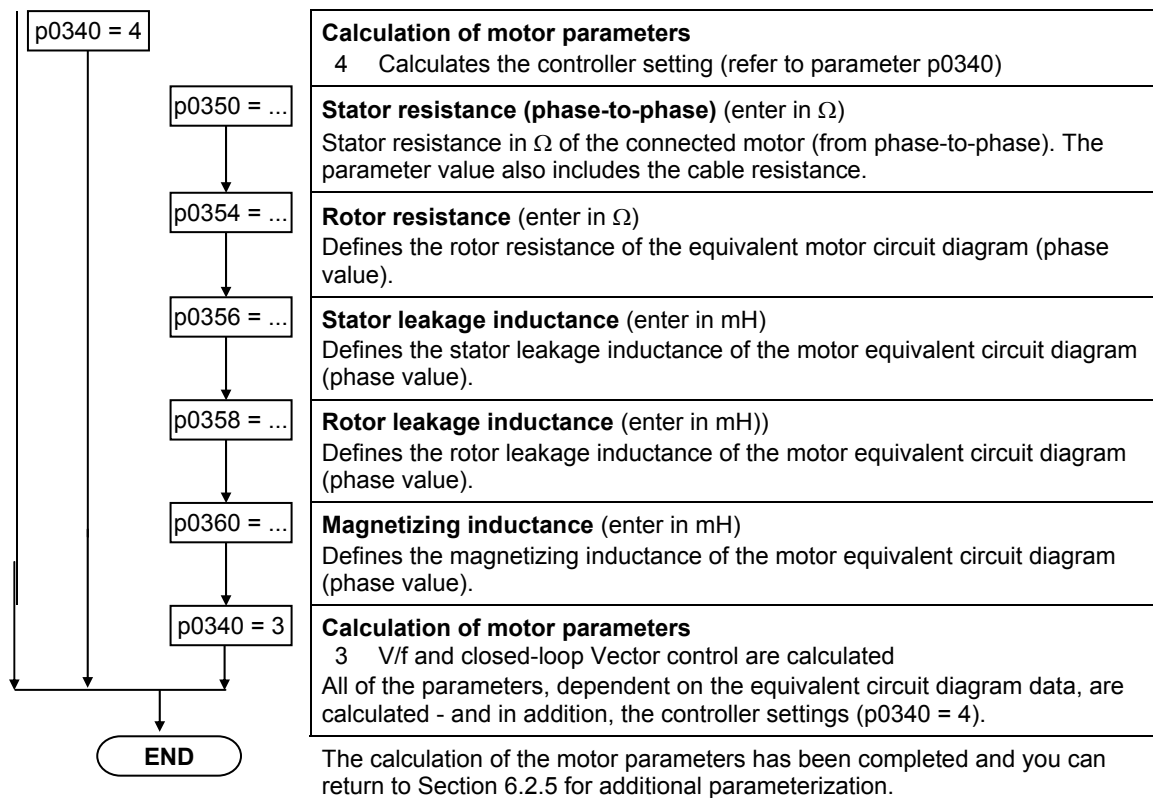 p0340 = 4
Calculation of motor parameters
4 Calculates the controller setting (refer to parameter p0340)
p0350 = ...
Stator resistance (phase-to-phase) (enter in Ω)
Stator resistance in Ω of the connected motor (from phase-to-phase). The
parameter value also includes the cable resistance.
p0354 = ...
Rotor resistance (enter in Ω)
Defines the rotor resistance of the equivalent motor circuit diagram (phase
value).
p0356 = ...
Stator leakage inductance (enter in mH)
Defines the stator leakage inductance of the motor equivalent circuit diagram
(phase value).
p0358 = ...
Rotor leakage inductance (enter in mH))
Defines the rotor leakage inductance of the motor equivalent circuit diagram
(phase value).
p0360 = ...
Magnetizing inductance (enter in mH)
Defines the magnetizing inductance of the motor equivalent circuit diagram
(phase value).
p0340 = 3
Calculation of motor parameters
3 V/f and closed-loop Vector control are calculated
All of the parameters, dependent on the equivalent circuit diagram data, are
calculated - and in addition, the controller settings (p0340 = 4).
END
The calculation of the motor parameters has been completed and you can
return to Section 6.2.5 for additional parameterization.